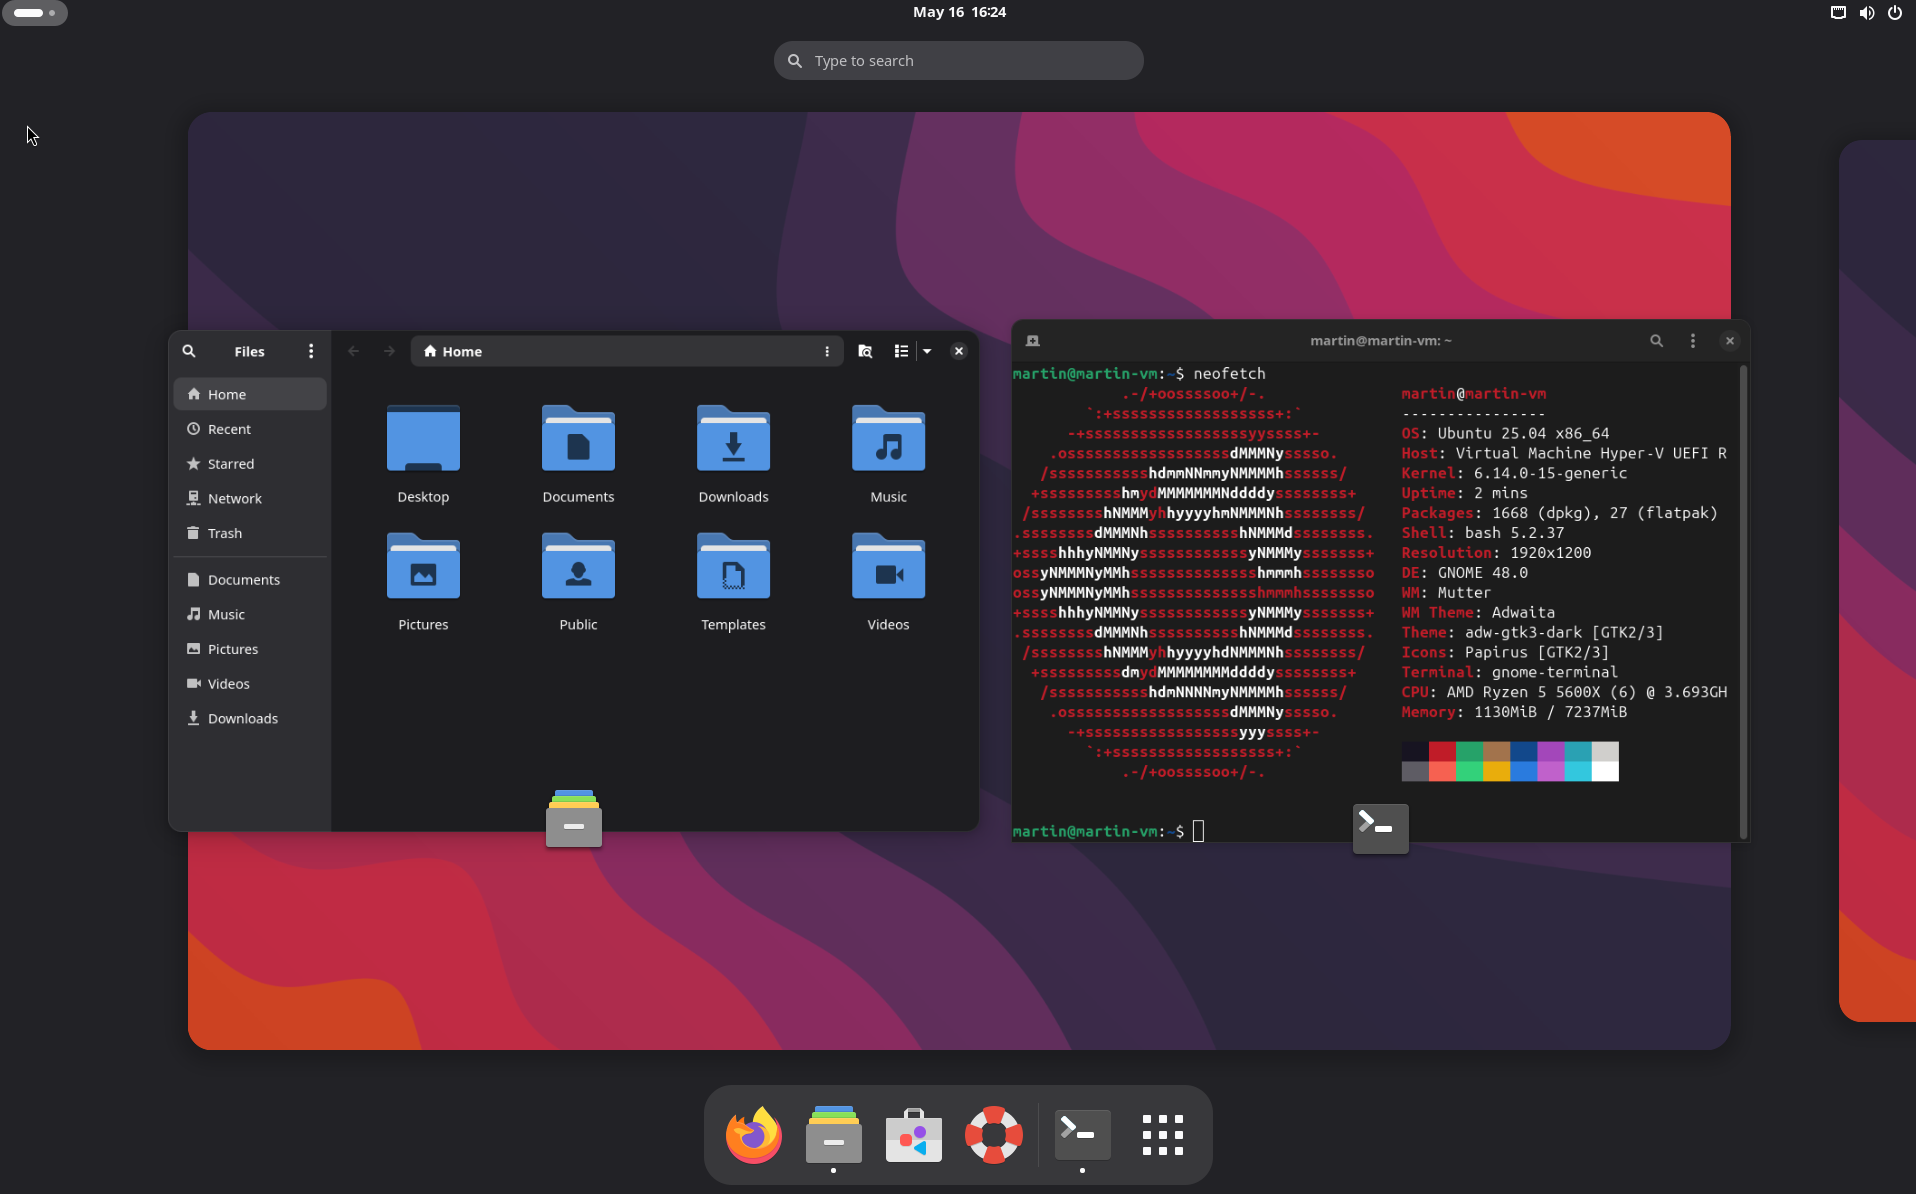 May 16 16:24
Type to search
Files
Home
Home
Recent
Starred
Network
Trash
Documents
Music
Pictures
Videos
Downloads
Desktop
Documents
Downloads
Music
Pictures
Public
Templates
Videos
martin@martin-vm: ~
martin@martin-vm:~$ neofetch
.-/+oossssoo+/-.
`:+ssssssssssssssssss+:`
-+ssssssssssssssssssyyssss+-
.ossssssssssssssssssdMMMNysssso.
/ssssssssssshdmmNNmmyNMMMMhssssss/
+ssssssssshmydMMMMMMMNddddyssssssss+
/sssssssshNMMMyhhyyyyhmNMMMNhssssssss/
.ssssssssdMMMNhsssssssssshNMMMdssssssss.
+sssshhhyNMMNyssssssssssssyNMMMysssssss+
ossyNMMMNyMMhsssssssssssssshmmmhssssssso
ossyNMMMNyMMhsssssssssssssshmmmhssssssso
+sssshhhyNMMNyssssssssssssyNMMMysssssss+
.ssssssssdMMMNhsssssssssshNMMMdssssssss.
/sssssssshNMMMyhhyyyyhdNMMMNhssssssss/
+sssssssssdmydMMMMMMMMddddyssssssss+
/ssssssssssshdmNNNNmyNMMMMhssssss/
.ossssssssssssssssssdMMMNysssso.
-+sssssssssssssssssyyyssss+-
`:+ssssssssssssssssss+:`
.-/+oossssoo+/-.
martin@martin-vm
----------------
OS: Ubuntu 25.04 x86_64
Host: Virtual Machine Hyper-V UEFI R
Kernel: 6.14.0-15-generic
Uptime: 2 mins
Packages: 1668 (dpkg), 27 (flatpak)
Shell: bash 5.2.37
Resolution: 1920x1200
DE: GNOME 48.0
WM: Mutter
WM Theme: Adwaita
Theme: adw-gtk3-dark [GTK2/3]
Icons: Papirus [GTK2/3]
Terminal: gnome-terminal
CPU: AMD Ryzen 5 5600X (6) @ 3.693GH
Memory: 1130MiB / 7237MiB
martin@martin-vm:~$